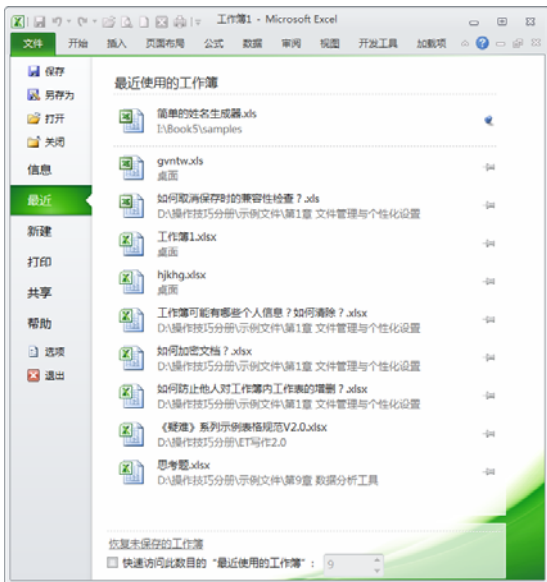 工作簿1 - Microsoft Excel
文件 开始 插入 页面布局 公式 数据 审阅 视图 开发工具 加载项
保存
另存为
打开
关闭
信息
最近
新建
打印
共享
帮助
选项
退出
最近使用的工作簿
简单的姓名生成器.xls
I:\Book5\samples
gvntw.xls
桌面
如何取消保存时的兼容性检查？.xls
D:\操作技巧分册\示例文件\第1章 文件管理与个性化设置
工作簿1.xlsx
桌面
hjkhg.xlsx
桌面
工作簿可能有哪些个人信息？如何清除？.xlsx
D:\操作技巧分册\示例文件\第1章 文件管理与个性化设置
如何加密文档？.xlsx
D:\操作技巧分册\示例文件\第1章 文件管理与个性化设置
如何防止他人对工作簿内工作表的增删？.xlsx
D:\操作技巧分册\示例文件\第1章 文件管理与个性化设置
《疑难》系列示例表格规范V2.0.xlsx
D:\操作技巧分册\ET写作2.0
思考题.xlsx
D:\操作技巧分册\示例文件\第9章 数据分析工具
恢复未保存的工作簿
快速访问此数目的“最近使用的工作簿”： 9